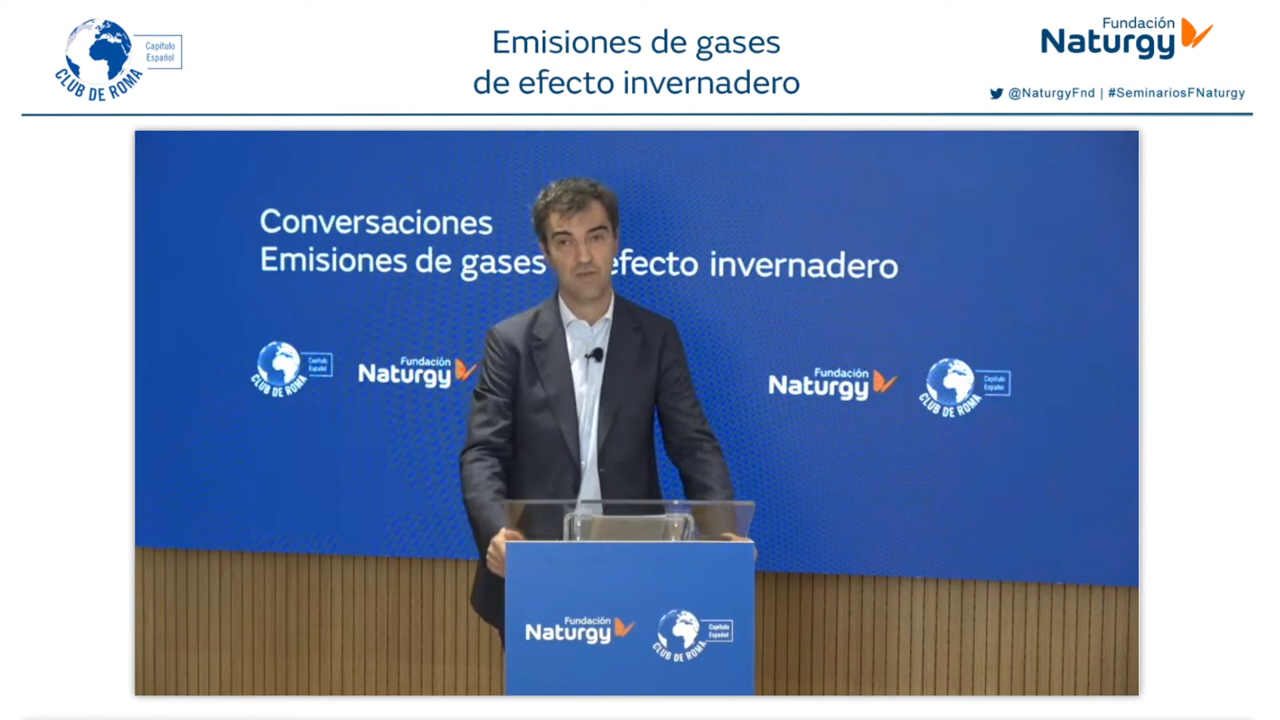 CLUB DE ROMA
Capítulo
Español
Emisiones de gases
de efecto invernadero
Fundación
Naturgy
@NaturgyFnd | #SeminariosFNaturgy
Conversaciones
Emisiones de gases efecto invernadero
CLUB DE ROMA
Capítulo
Español
Fundación
Naturgy
Fundación
Naturgy
CLUB DE ROMA
Capítulo
Español
Fundación
Naturgy
CLUB DE ROMA
Capítulo
Español